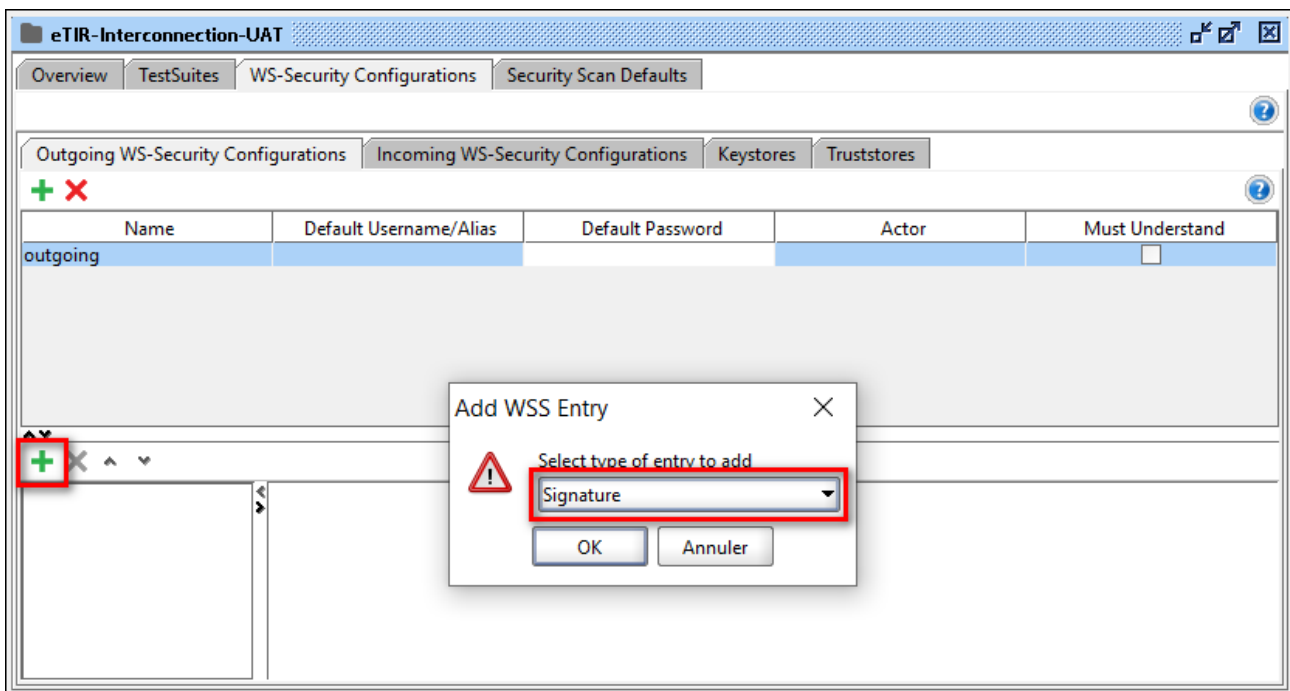 eTIR-Interconnection-UAT
Overview TestSuites WS-Security Configurations Security Scan Defaults
Outgoing WS-Security Configurations Incoming WS-Security Configurations Keystores Truststores
Name Default Username/Alias Default Password Actor Must Understand
outgoing
Add WSS Entry
Select type of entry to add
Signature
OK Annuler